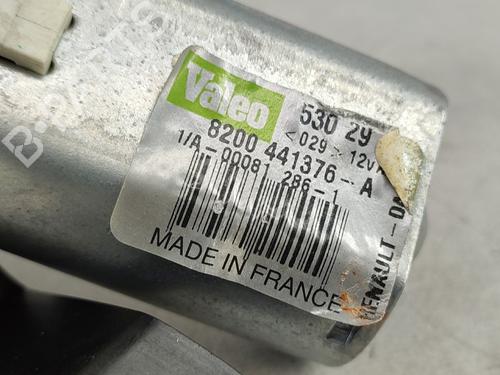 Valeo
530 29
<029> 12V
8200 441376-A
1/A-00081 286-1
MADE IN FRANCE
RENAULT-